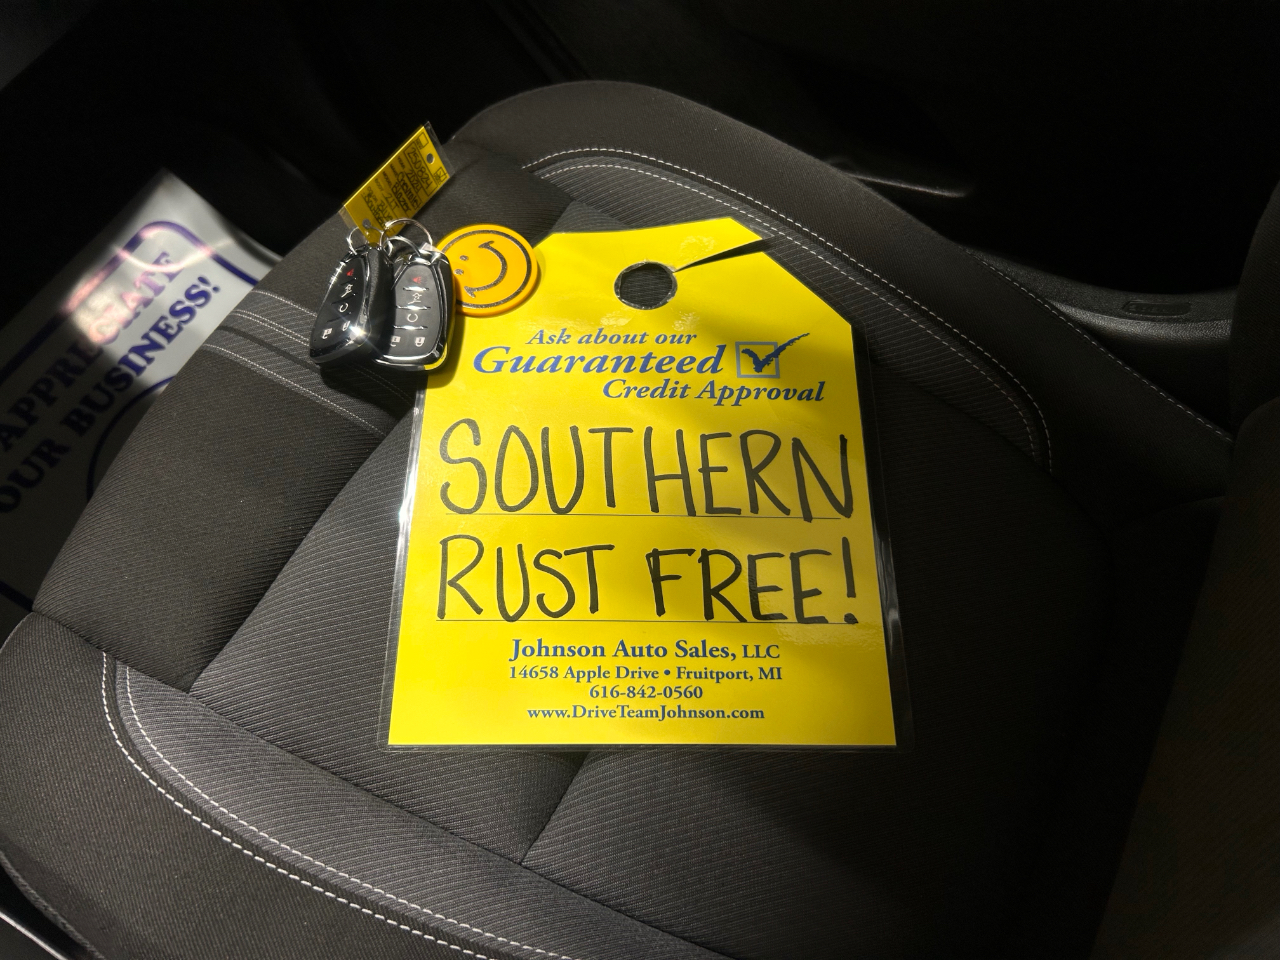 APPRECIATE
OUR BUSINESS!
Ask about our
Guaranteed
Credit Approval
SOUTHERN
RUST FREE!
Johnson Auto Sales, LLC
14658 Apple Drive • Fruitport, MI
616-842-0560
www.DriveTeamJohnson.com